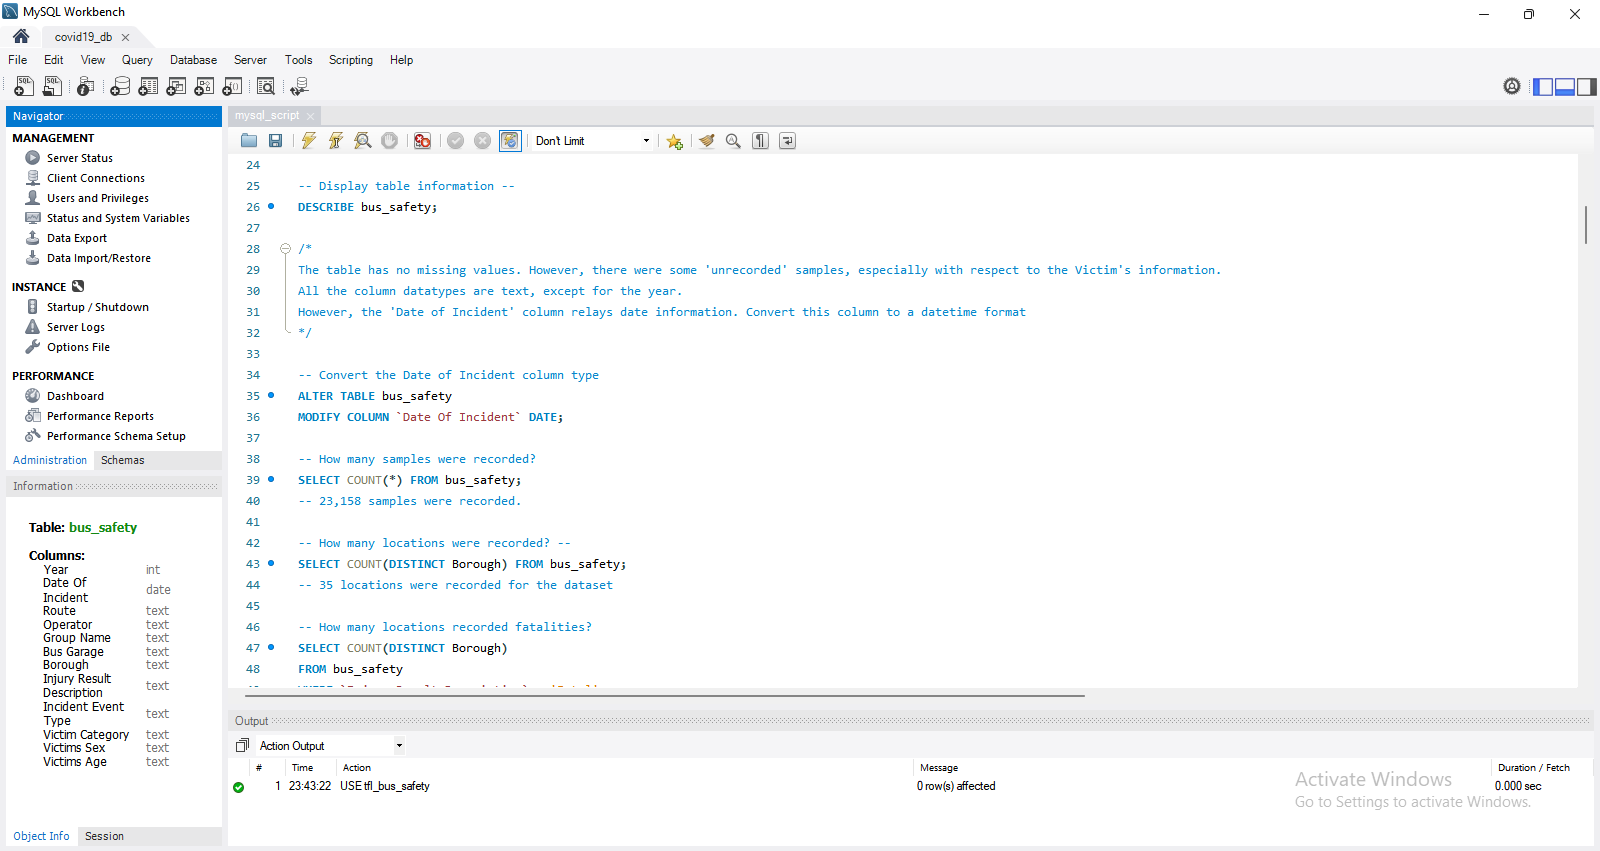 MySQL Workbench
covid19_db
File Edit View Query Database Server Tools Scripting Help
Navigator
MANAGEMENT
Server Status
Client Connections
Users and Privileges
Status and System Variables
Data Export
Data Import/Restore
INSTANCE
Startup / Shutdown
Server Logs
Options File
PERFORMANCE
Dashboard
Performance Reports
Performance Schema Setup
Administration Schemas
Information
Table: bus_safety
Columns:
Year int
Date Of
Incident date
Route text
Operator text
Group Name text
Bus Garage text
Borough text
Injury Result
Description text
Incident Event
Type text
Victim Category text
Victims Sex text
Victims Age text
Object Info Session
mysql_script
Don't Limit
24
25 -- Display table information --
26 DESCRIBE bus_safety;
27
28 /*
29 The table has no missing values. However, there were some 'unrecorded' samples, especially with respect to the Victim's information.
30 All the column datatypes are text, except for the year.
31 However, the 'Date of Incident' column relays date information. Convert this column to a datetime format
32 */
33
34 -- Convert the Date of Incident column type
35 ALTER TABLE bus_safety
36 MODIFY COLUMN `Date Of Incident` DATE;
37
38 -- How many samples were recorded?
39 SELECT COUNT(*) FROM bus_safety;
40 -- 23,158 samples were recorded.
41
42 -- How many locations were recorded? --
43 SELECT COUNT(DISTINCT Borough) FROM bus_safety;
44 -- 35 locations were recorded for the dataset
45
46 -- How many locations recorded fatalities?
47 SELECT COUNT(DISTINCT Borough)
48 FROM bus_safety
Output
Action Output
# Time Action Message Duration / Fetch
1 23:43:22 USE tfl_bus_safety 0 row(s) affected 0.000 sec
Activate Windows
Go to Settings to activate Windows.